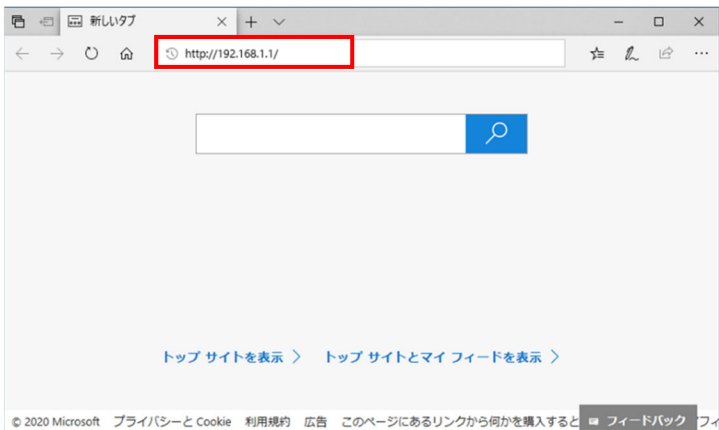 新しいタブ
http://192.168.1.1/
トップ サイトを表示 〉 トップ サイトとマイ フィードを表示 〉
© 2020 Microsoft プライバシーと Cookie 利用規約 広告 このページにあるリンクから何かを購入すると フィードバック フィ